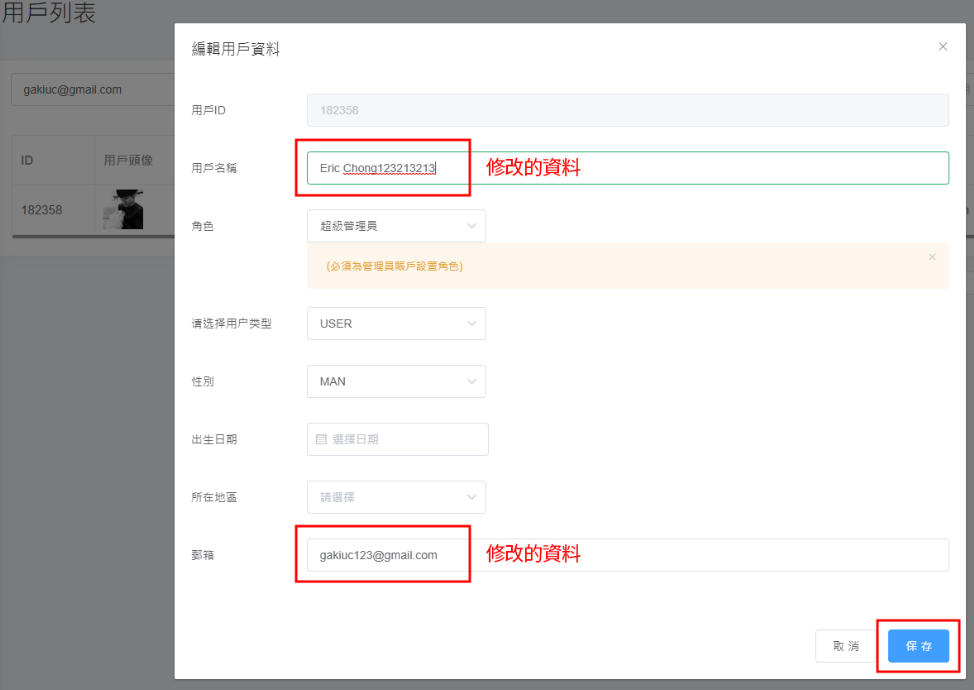 用戶列表
編輯用戶資料
gakiuc@gmail.com
用戶ID
182358
ID
用戶頭像
用戶名稱
Eric Chong123213213
修改的資料
182358
角色
超級管理員
(必須為管理員賬戶設置角色)
请选择用户类型
USER
性別
MAN
出生日期
選擇日期
所在地區
請選擇
郵箱
gakiuc123@gmail.com
修改的資料
取 消
保 存